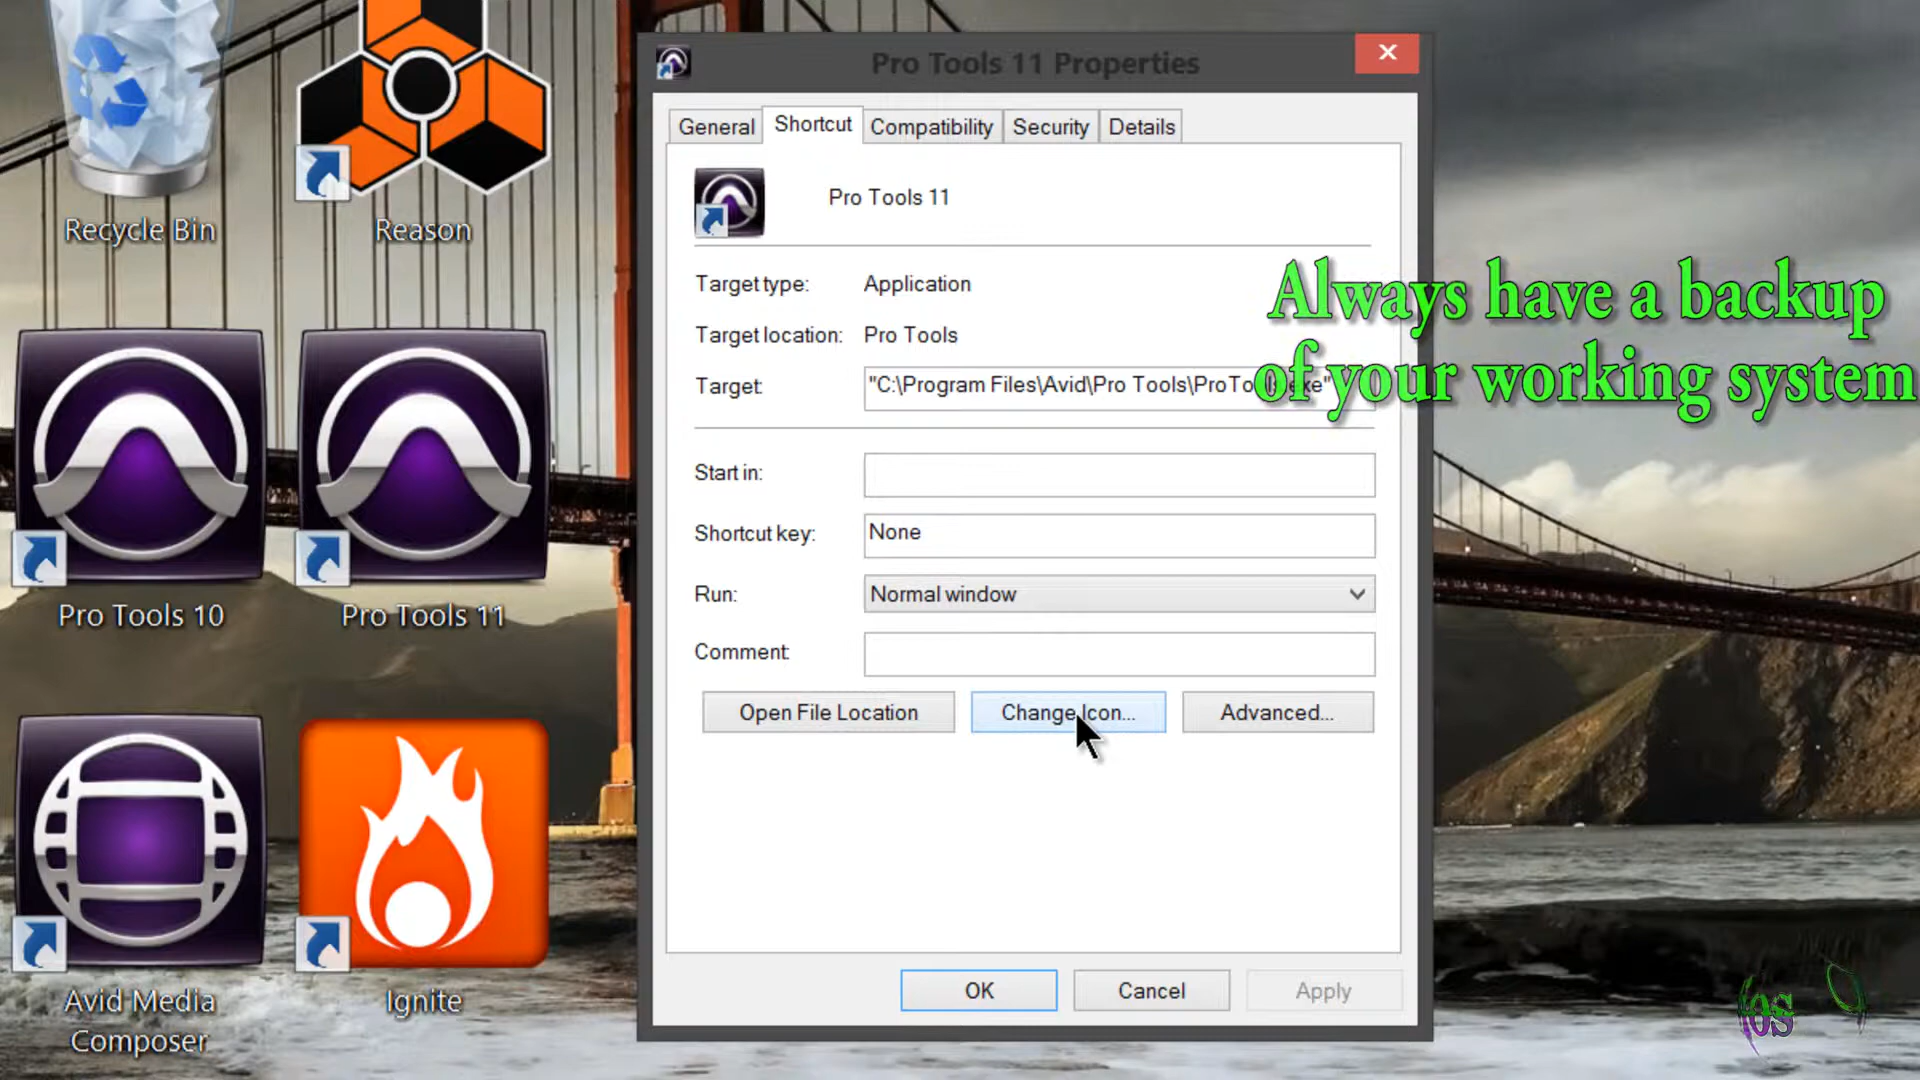 Recycle Bin
Reason
Pro Tools 10
Pro Tools 11
Avid Media
Composer
Ignite
Pro Tools 11 Properties
General
Shortcut
Compatibility
Security
Details
Pro Tools 11
Target type:
Application
Target location:
Pro Tools
Target:
"C:\Program Files\Avid\Pro Tools\ProTools.exe"
Start in:
Shortcut key:
None
Run:
Normal window
Comment:
Open File Location
Change Icon...
Advanced...
OK
Cancel
Apply
Always have a backup
of your working system
os